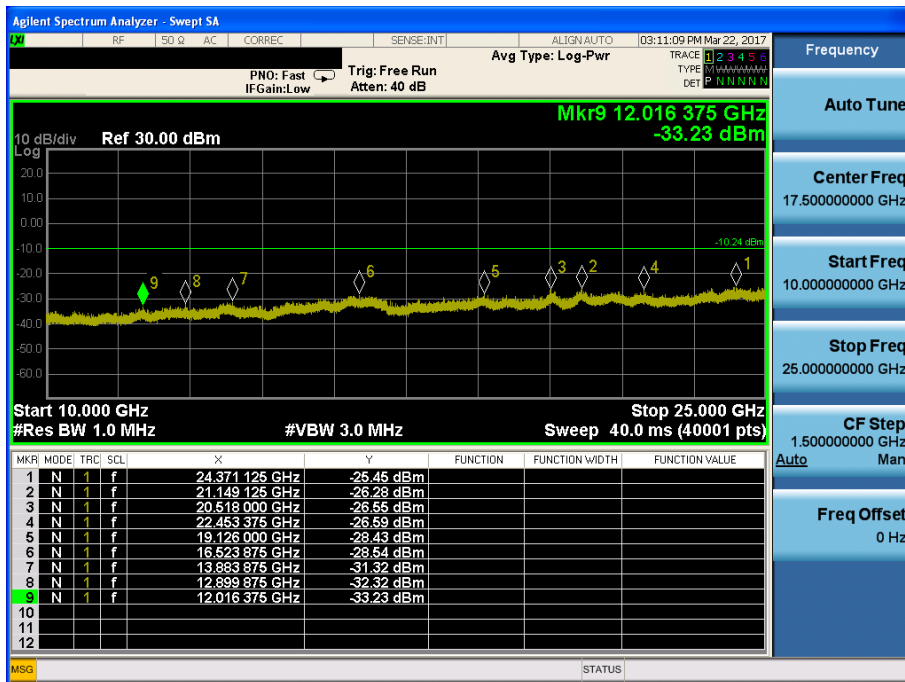 Agilent Spectrum Analyzer - Swept SA
LXI RF 50 Ω AC CORREC SENSE:INT ALIGN AUTO 03:11:09 PM Mar 22, 2017
Avg Type: Log-Pwr TRACE 1 2 3 4 5 6
PNO: Fast Trig: Free Run TYPE M
IFGain:Low Atten: 40 dB DET P N N N N N
Mkr9 12.016 375 GHz
-33.23 dBm
10 dB/div Ref 30.00 dBm
Log
20.0
10.0
0.00
-10.0
-20.0
-30.0
-40.0
-50.0
-60.0
-10.24 dBm
9 8 7 6 5 3 2 4 1
Start 10.000 GHz Stop 25.000 GHz
#Res BW 1.0 MHz #VBW 3.0 MHz Sweep 40.0 ms (40001 pts)
MKR MODE TRC SCL X Y FUNCTION FUNCTION WIDTH FUNCTION VALUE
1 N 1 f 24.371 125 GHz -25.45 dBm
2 N 1 f 21.149 125 GHz -26.28 dBm
3 N 1 f 20.518 000 GHz -26.55 dBm
4 N 1 f 22.453 375 GHz -26.59 dBm
5 N 1 f 19.126 000 GHz -28.43 dBm
6 N 1 f 16.523 875 GHz -28.54 dBm
7 N 1 f 13.883 875 GHz -31.32 dBm
8 N 1 f 12.899 875 GHz -32.32 dBm
9 N 1 f 12.016 375 GHz -33.23 dBm
10
11
12
MSG STATUS
Frequency
Auto Tune
Center Freq
17.500000000 GHz
Start Freq
10.000000000 GHz
Stop Freq
25.000000000 GHz
CF Step
1.500000000 GHz
Auto Man
Freq Offset
0 Hz